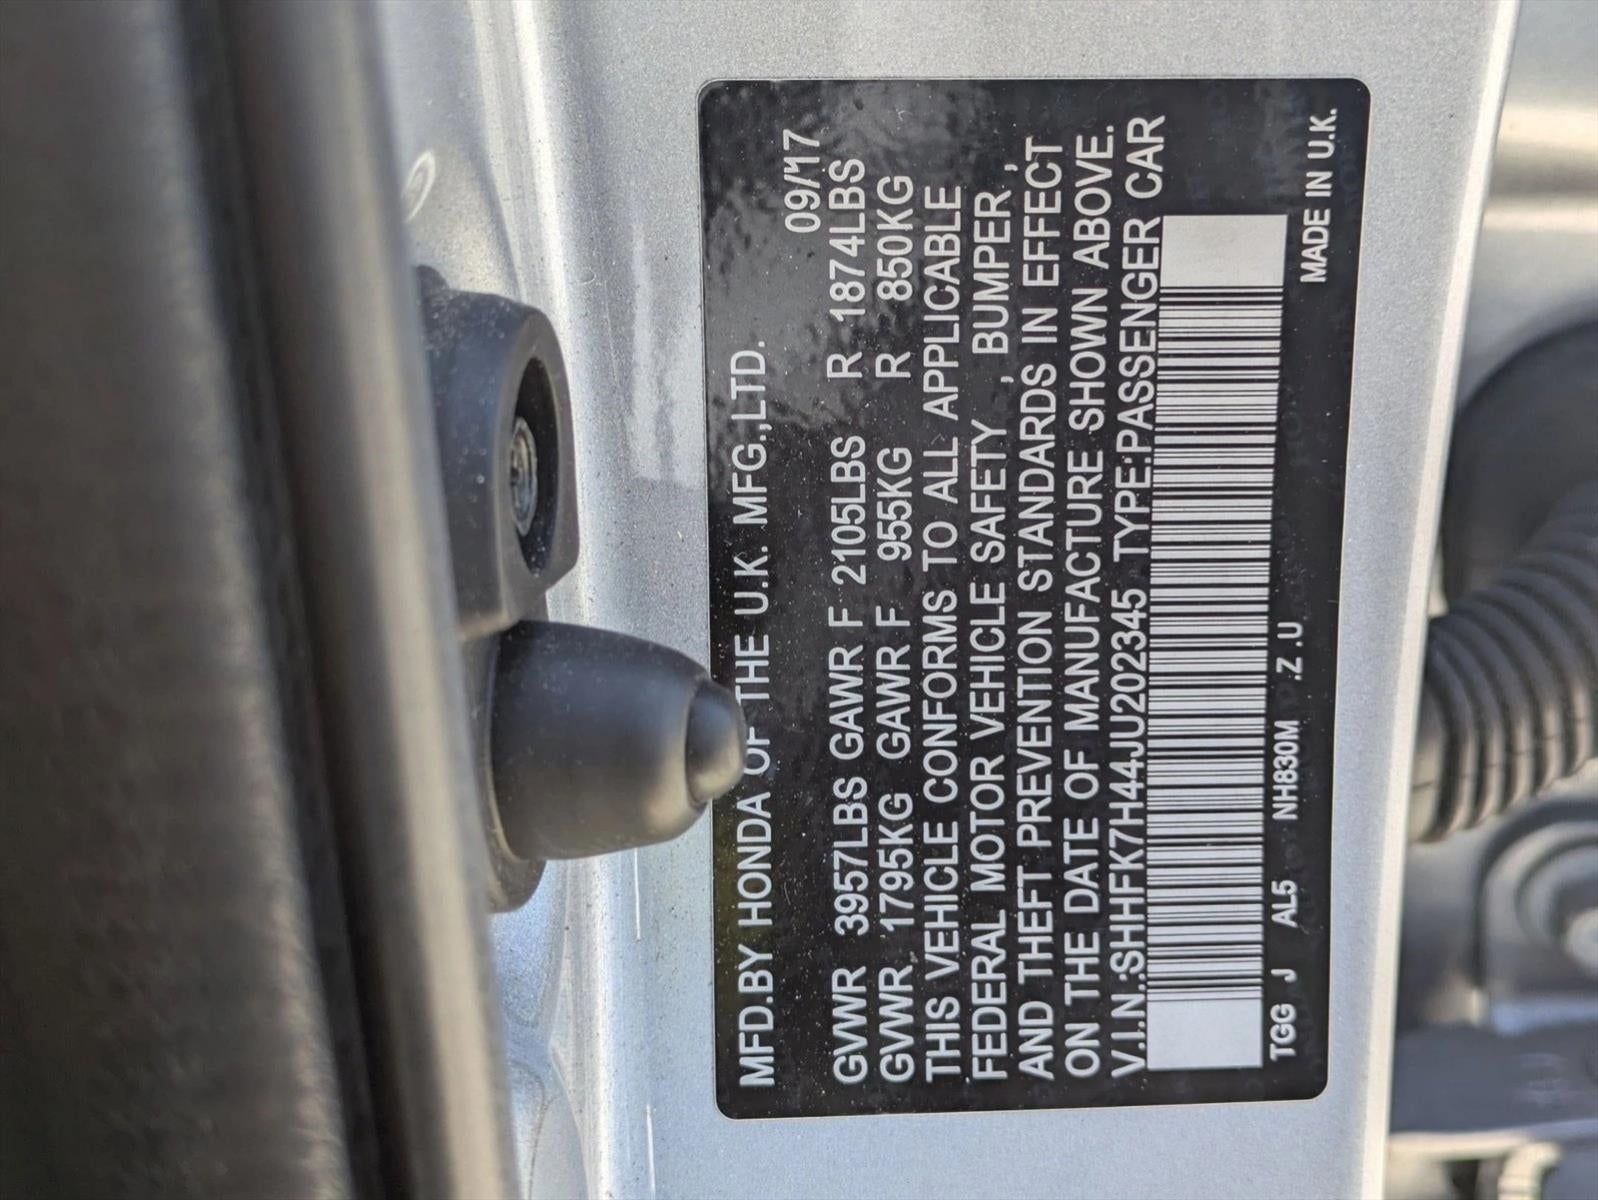 MFD.BY HONDA OF THE U.K. MFG.,LTD.
09/17
GVWR 3957LBS GAWR F 2105LBS R 1874LBS
GVWR 1795KG GAWR F 955KG R 850KG
THIS VEHICLE CONFORMS TO ALL APPLICABLE
FEDERAL MOTOR VEHICLE SAFETY , BUMPER ,
AND THEFT PREVENTION STANDARDS IN EFFECT
ON THE DATE OF MANUFACTURE SHOWN ABOVE.
V.I.N.:SHHFK7H44JU202345 TYPE:PASSENGER CAR
TGG J AL5 NH830M .Z .U
MADE IN U.K.